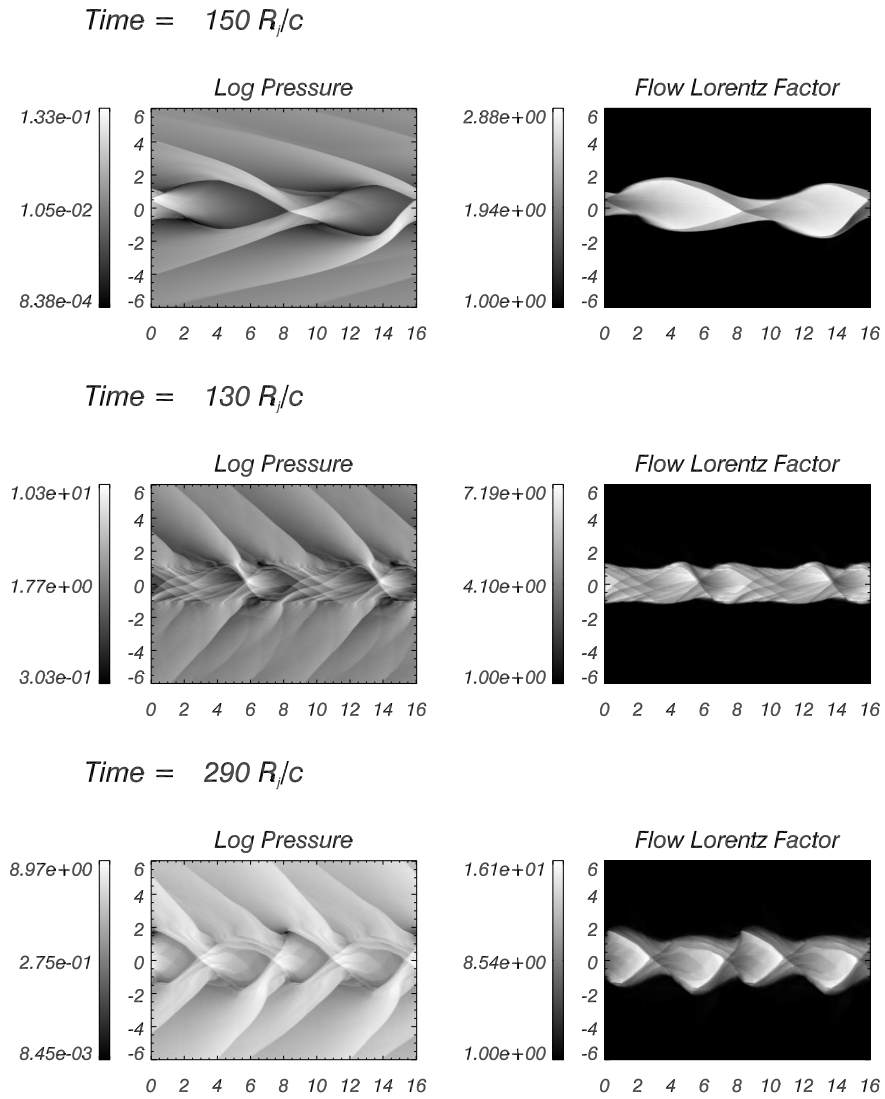 Time = 150 Rj/c
Log Pressure
Flow Lorentz Factor
1.33e-01
1.05e-02
8.38e-04
6
4
2
0
-2
-4
-6
0 2 4 6 8 10 12 14 16
2.88e+00
1.94e+00
1.00e+00
6
4
2
0
-2
-4
-6
0 2 4 6 8 10 12 14 16
Time = 130 Rj/c
Log Pressure
Flow Lorentz Factor
1.03e+01
1.77e+00
3.03e-01
6
4
2
0
-2
-4
-6
0 2 4 6 8 10 12 14 16
7.19e+00
4.10e+00
1.00e+00
6
4
2
0
-2
-4
-6
0 2 4 6 8 10 12 14 16
Time = 290 Rj/c
Log Pressure
Flow Lorentz Factor
8.97e+00
2.75e-01
8.45e-03
6
4
2
0
-2
-4
-6
0 2 4 6 8 10 12 14 16
1.61e+01
8.54e+00
1.00e+00
6
4
2
0
-2
-4
-6
0 2 4 6 8 10 12 14 16